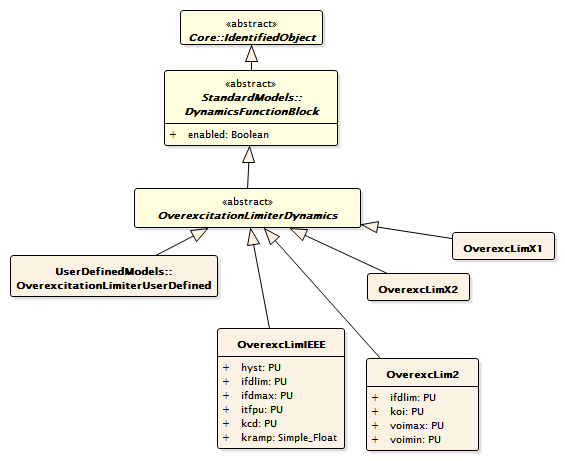 «abstract»
Core::IdentifiedObject
«abstract»
StandardModels::
DynamicsFunctionBlock
+ enabled: Boolean
«abstract»
OverexcitationLimiterDynamics
OverexcLimX1
UserDefinedModels::
OverexcitationLimiterUserDefined
OverexcLimX2
OverexcLimIEEE
+ hyst: PU
+ ifdlim: PU
+ ifdmax: PU
+ itfpu: PU
+ kcd: PU
+ kramp: Simple_Float
OverexcLim2
+ ifdlim: PU
+ koi: PU
+ voimax: PU
+ voimin: PU